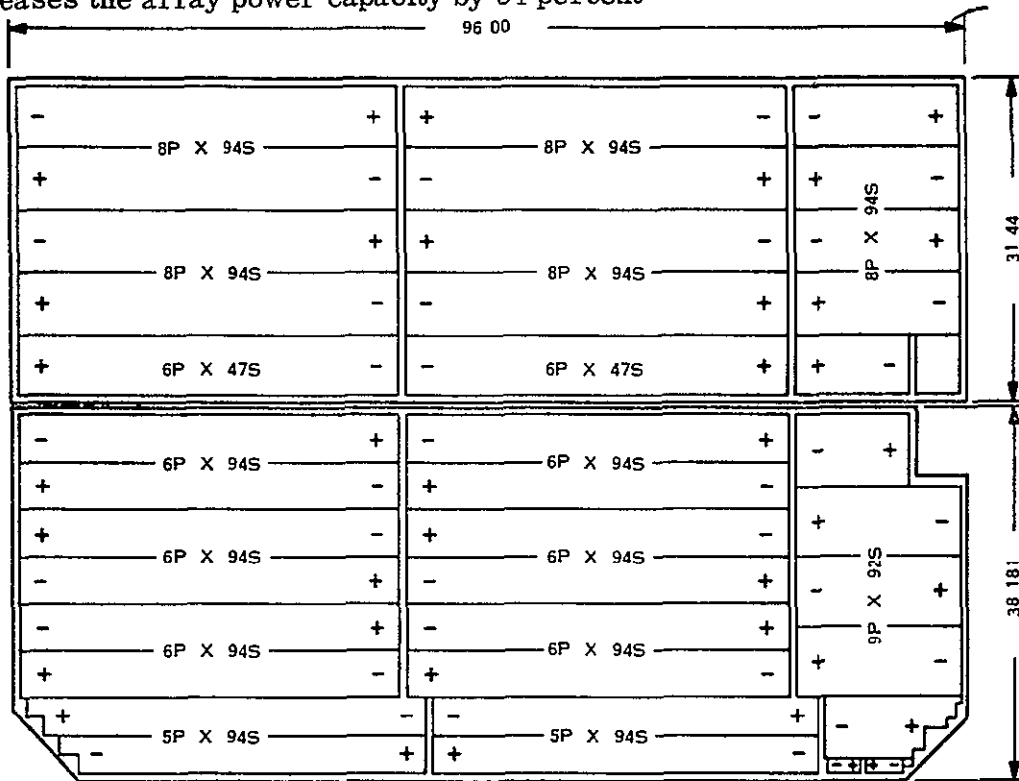 eases the array power capacity by percent
96 00
- + + - - +
8P X 94S 8P X 94S
+ - - + + -
8P X 94S
- + + - - +
8P X 94S 8P X 94S
+ - - + + -
31 44
+ 6P X 47S - - 6P X 47S + + -
- + - + - +
6P X 94S 6P X 94S
+ - + -
+ - + - + -
6P X 94S 6P X 94S
- + - + - +
9P X 92S
38 181
- + - +
6P X 94S 6P X 94S
+ - + - + -
+ - - + - +
5P X 94S 5P X 94S
- + + -
- + + -